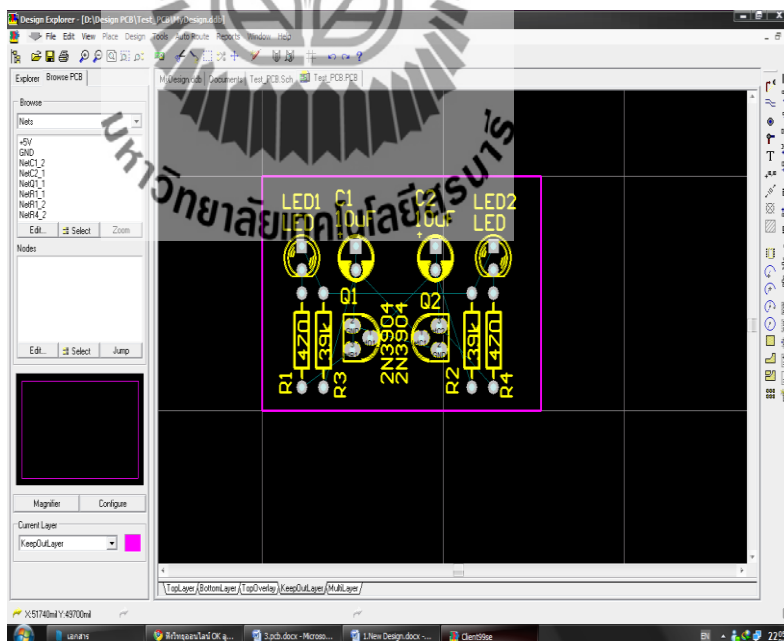 Design Explorer - [D:\Design PCB\Test_PCB\MyDesign.ddb]
File Edit View Place Design Tools Auto Route Reports Window Help
Explorer Browse PCB
MyDesign.ddb Documents Test_PCB.Sch Test_PCB.PCB
Browse
Nets
+5V
GND
NetC1_2
NetC2_1
NetQ1_1
NetR1_1
NetR1_2
NetR4_2
Edit... Select Zoom
Nodes
Edit... Select Jump
Magnifier Configure
Current Layer
KeepOutLayer
มหาวิทยาลัยเทคโนโลยีสุรนาร
LED1 C1 C2 LED2
LED 10uF 10uF LED
Q1 Q2
470 39k 2N3904 2N3904 39k 470
R1 R3 R2 R4
TopLayer BottomLayer TopOverlay KeepOutLayer MultiLayer
X:51740mil Y:49700mil
เอกสาร
3.pcb.docx - Microso...
1.New Design.docx -...
Client99se
EN